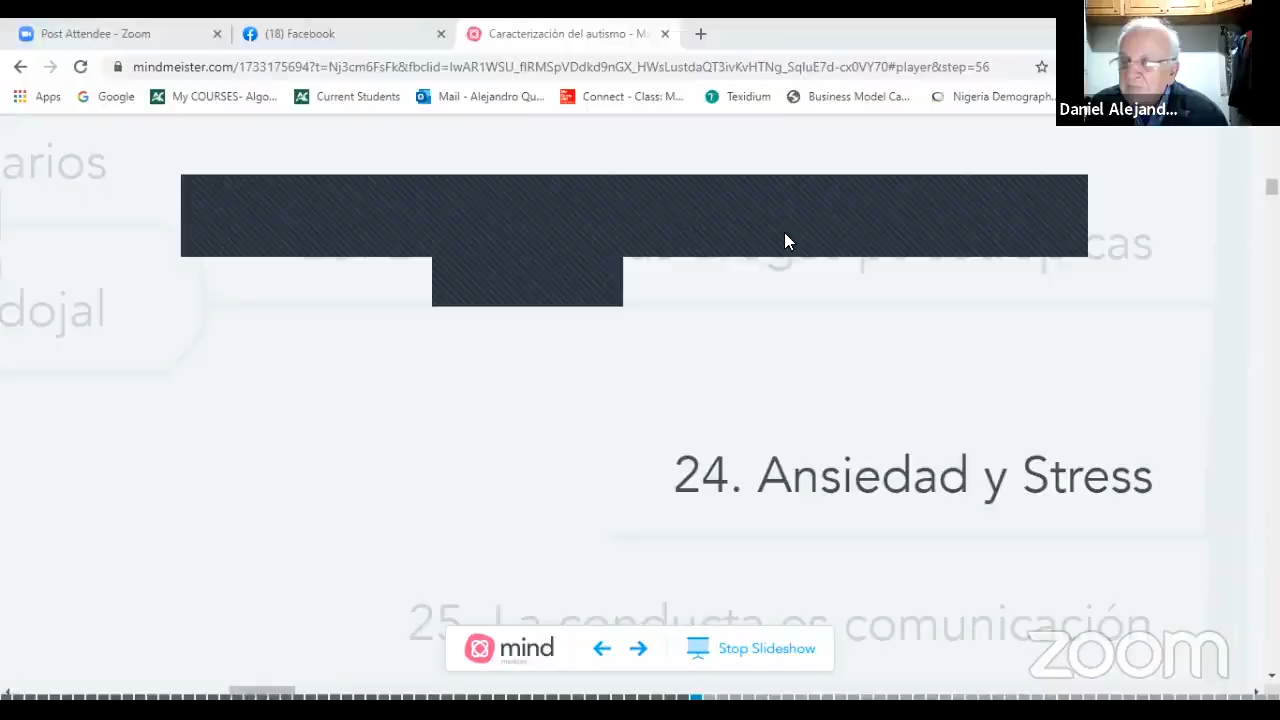 Post Attendee - Zoom
(18) Facebook
Caracterización del autismo - M
mindmeister.com/1733175694?t=Nj3cm6FsFk&fbclid=IwAR1WSU_fIRMSpVDdkd9nGX_HWsLustdaQT3ivKvHTNg_SqluE7d-cx0VY70#player&step=56
Apps
Google
My COURSES- Algo...
Current Students
Mail - Alejandro Qu...
Connect - Class: M...
Texidium
Business Model Ca...
Nigeria Demograph...
Daniel Alejand...
arios
cas
dojal
24. Ansiedad y Stress
25. La conducta es comunicación
mind
meister
Stop Slideshow
zoom